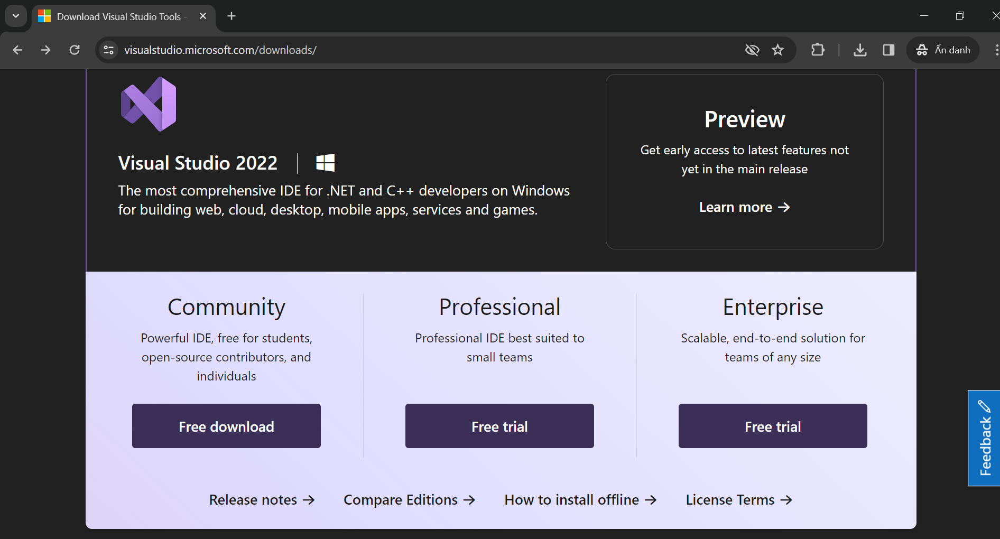 Download Visual Studio Tools -
visualstudio.microsoft.com/downloads/
Ẩn danh
Visual Studio 2022
The most comprehensive IDE for .NET and C++ developers on Windows
for building web, cloud, desktop, mobile apps, services and games.
Preview
Get early access to latest features not
yet in the main release
Learn more →
Community
Powerful IDE, free for students,
open-source contributors, and
individuals
Free download
Professional
Professional IDE best suited to
small teams
Free trial
Enterprise
Scalable, end-to-end solution for
teams of any size
Free trial
Feedback
Release notes →
Compare Editions →
How to install offline →
License Terms →